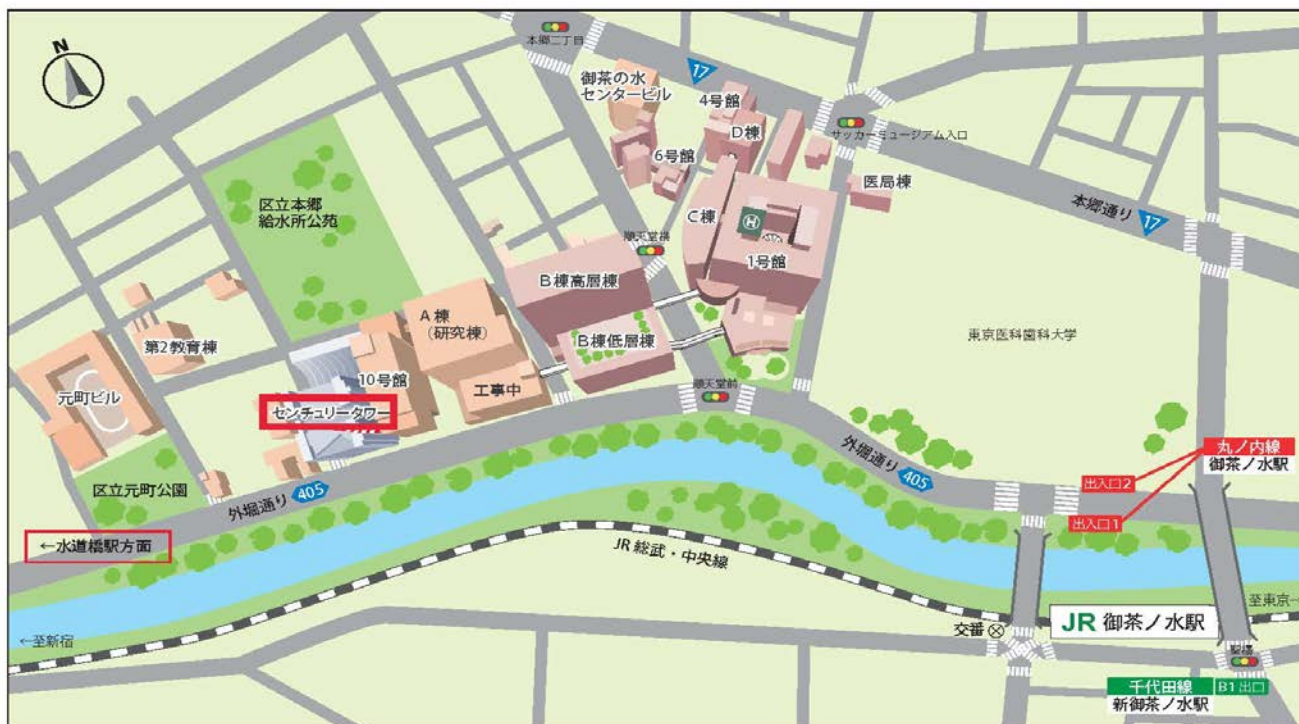 N
本郷二丁目
17
御茶の水
センタービル
4号館
D棟
サッカーミュージアム入口
6号館
医局棟
区立本郷
給水所公苑
C棟
H
本郷通り 17
順天堂横
1号館
B棟高層棟
A棟
(研究棟)
B棟低層棟
東京医科歯科大学
第2教育棟
10号館
工事中
順天堂前
元町ビル
センチュリータワー
外堀通り 405
丸ノ内線
御茶ノ水駅
出入口2
区立元町公園
外堀通り 405
出入口1
←水道橋駅方面
JR 総武・中央線
至東京→
←至新宿
交番
JR 御茶ノ水駅
聖橋
千代田線 B1出口
新御茶ノ水駅